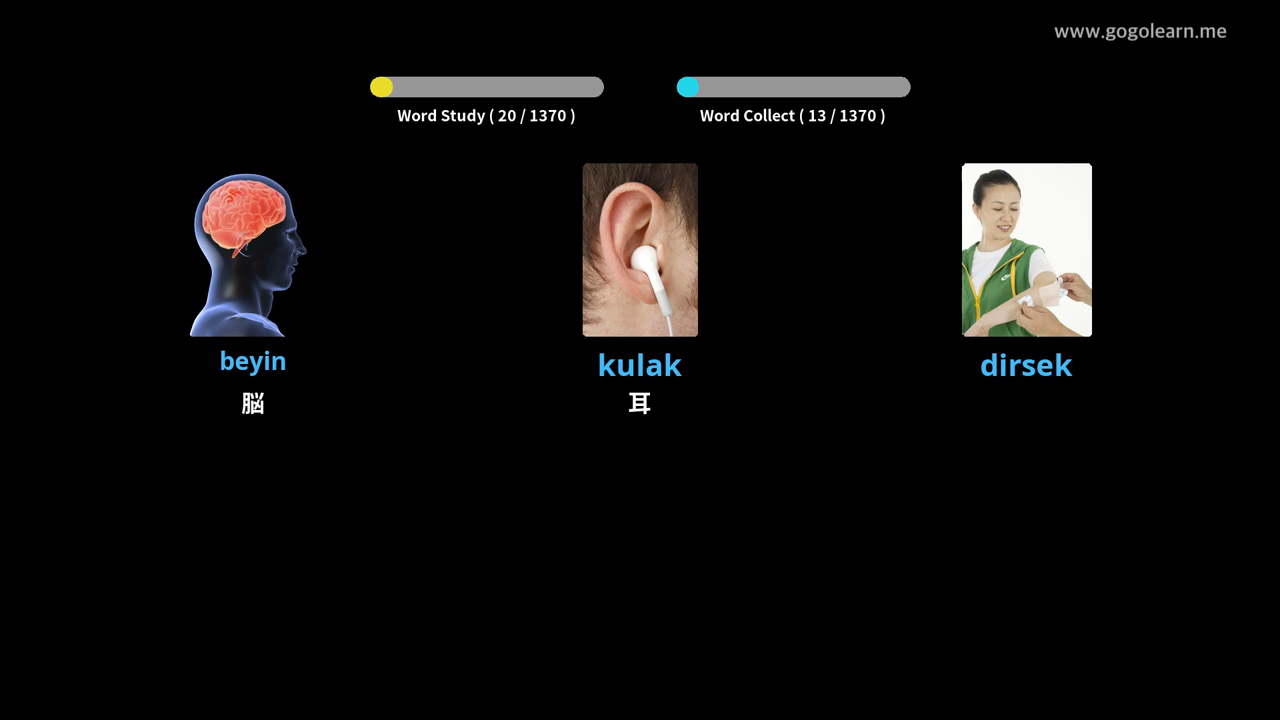 www.gogolearn.me
Word Study ( 20 / 1370 )
Word Collect ( 13 / 1370 )
beyin
kulak
dirsek
脳
耳